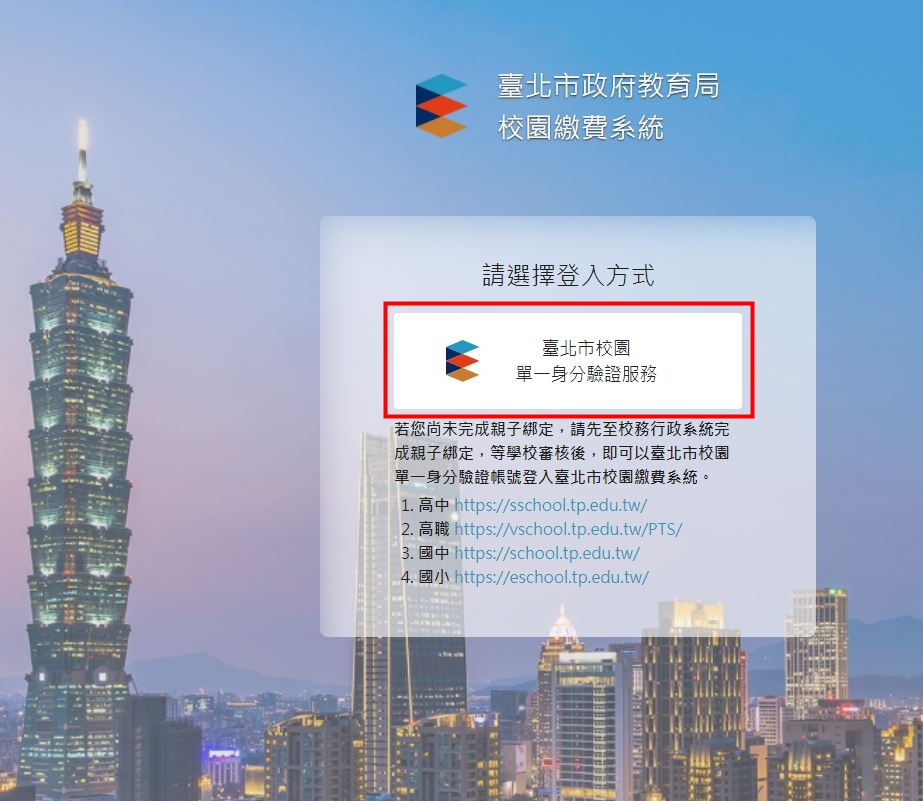 臺北市政府教育局
校園繳費系統
請選擇登入方式
臺北市校園
單一身分驗證服務
若您尚未完成親子綁定，請先至校務行政系統完
成親子綁定，等學校審核後，即可以臺北市校園
單一身分驗證帳號登入臺北市校園繳費系統。
1. 高中 https://sschool.tp.edu.tw/
2. 高職 https://vschool.tp.edu.tw/PTS/
3. 國中 https://school.tp.edu.tw/
4. 國小 https://eschool.tp.edu.tw/